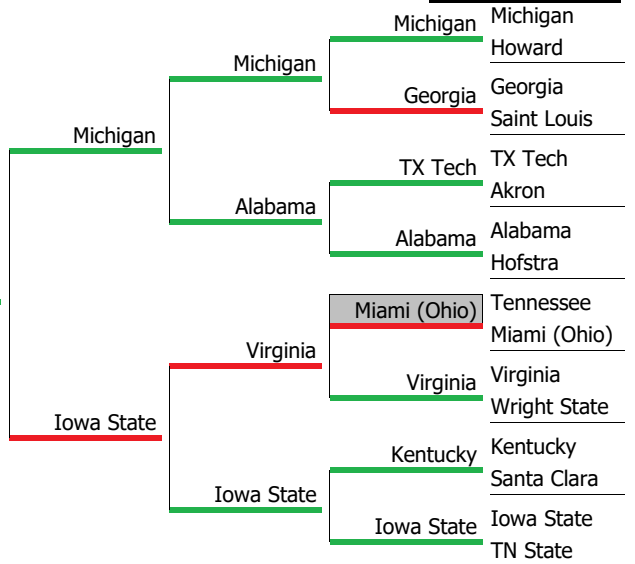 Michigan
Michigan
Howard
Michigan
Georgia
Georgia
Saint Louis
Michigan
TX Tech
TX Tech
Akron
Alabama
Alabama
Alabama
Hofstra
Miami (Ohio)
Tennessee
Miami (Ohio)
Virginia
Virginia
Virginia
Wright State
Iowa State
Kentucky
Kentucky
Santa Clara
Iowa State
Iowa State
Iowa State
TN State